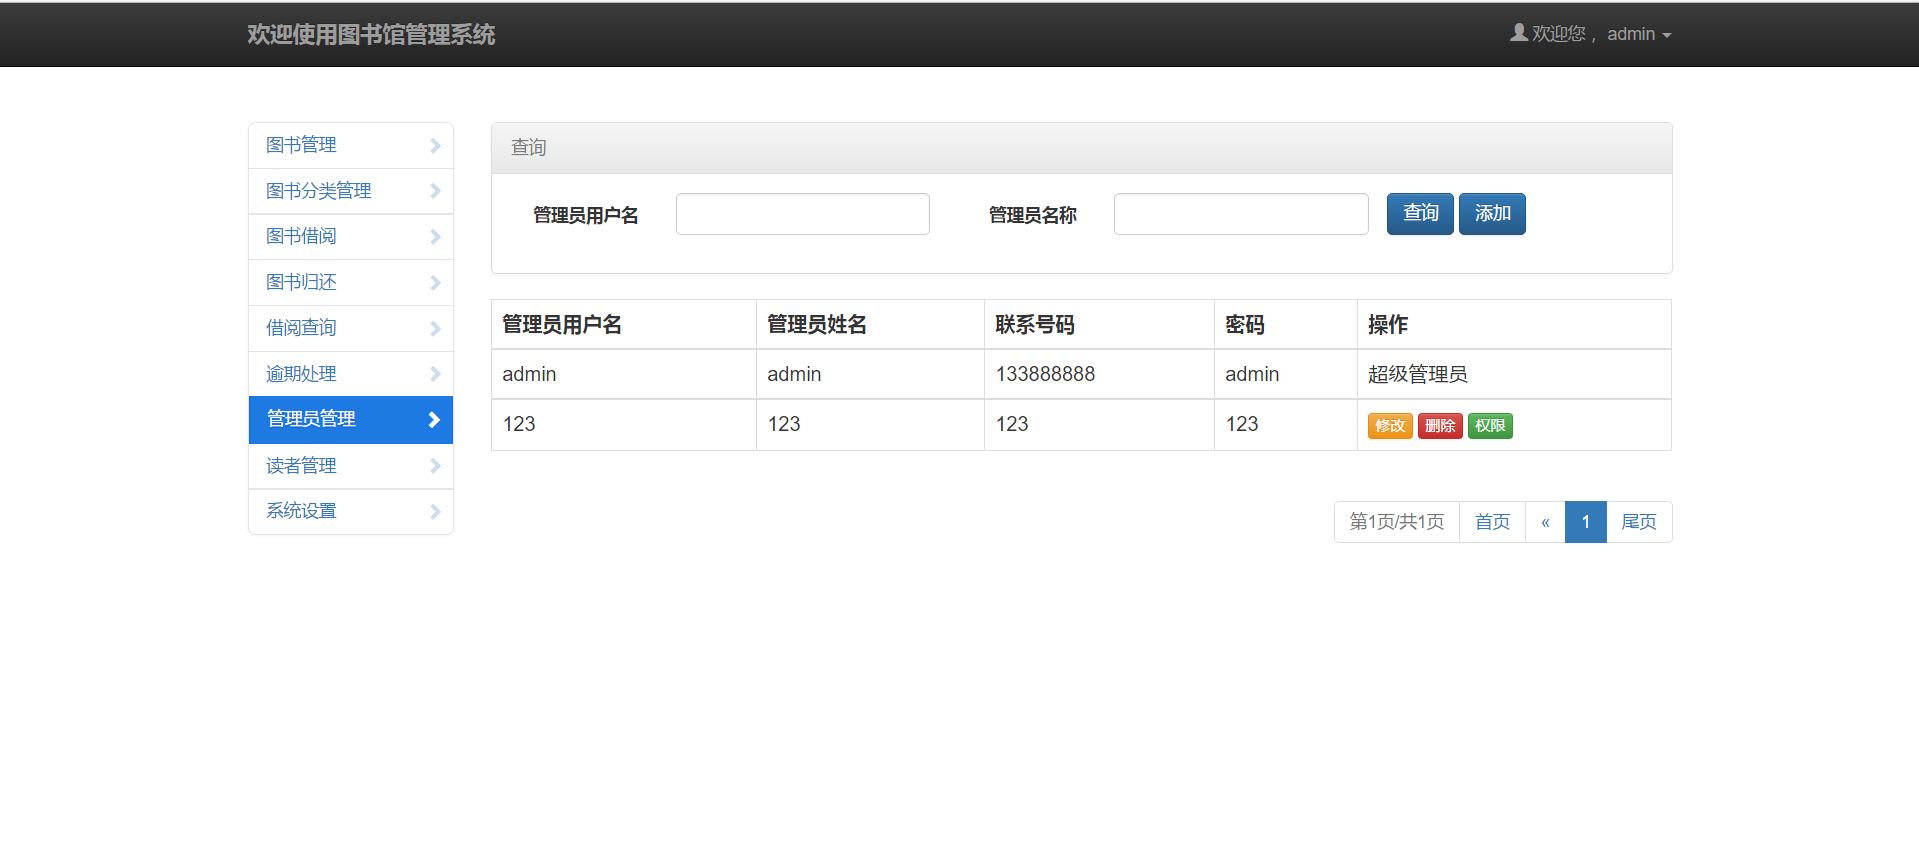 欢迎使用图书馆管理系统
欢迎您 ，admin
图书管理
图书分类管理
图书借阅
图书归还
借阅查询
逾期处理
管理员管理
读者管理
系统设置
查询
管理员用户名 管理员名称 查询 添加
管理员用户名 管理员姓名 联系号码 密码 操作
admin admin 133888888 admin 超级管理员
123 123 123 123 修改 删除 权限
第1页/共1页 首页 « 1 尾页